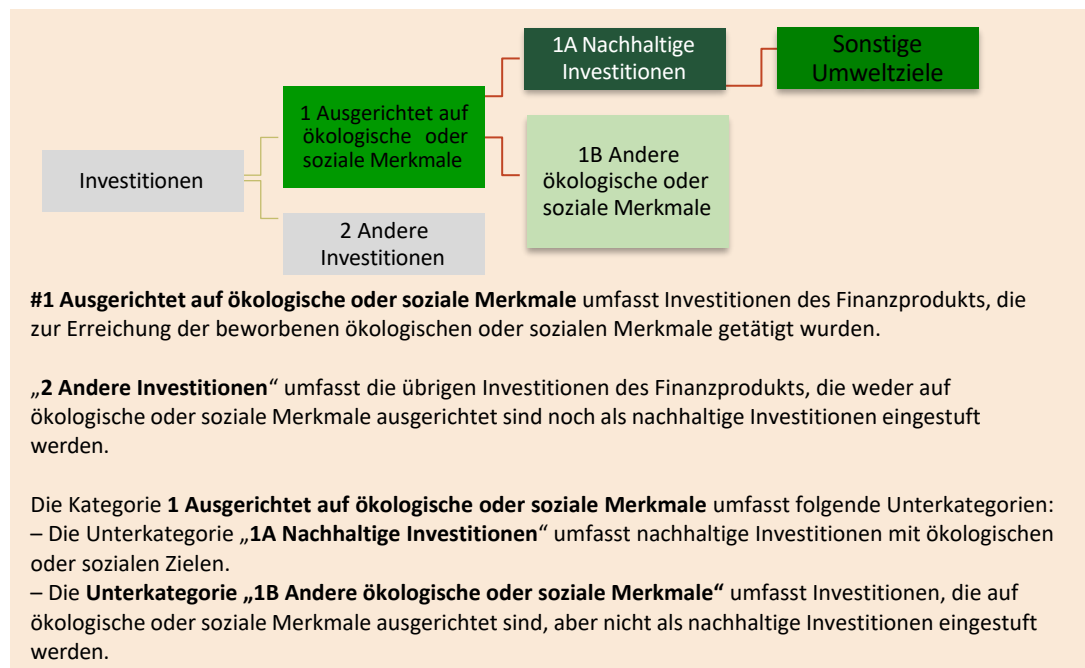 1A Nachhaltige
Investitionen
Sonstige
Umweltziele
1 Ausgerichtet auf
ökologische oder
soziale Merkmale
1B Andere
ökologische oder
soziale Merkmale
Investitionen
2 Andere
Investitionen
#1 Ausgerichtet auf ökologische oder soziale Merkmale umfasst Investitionen des Finanzprodukts, die
zur Erreichung der beworbenen ökologischen oder sozialen Merkmale getätigt wurden.
„2 Andere Investitionen“ umfasst die übrigen Investitionen des Finanzprodukts, die weder auf
ökologische oder soziale Merkmale ausgerichtet sind noch als nachhaltige Investitionen eingestuft
werden.
Die Kategorie 1 Ausgerichtet auf ökologische oder soziale Merkmale umfasst folgende Unterkategorien:
– Die Unterkategorie „1A Nachhaltige Investitionen“ umfasst nachhaltige Investitionen mit ökologischen
oder sozialen Zielen.
– Die Unterkategorie „1B Andere ökologische oder soziale Merkmale“ umfasst Investitionen, die auf
ökologische oder soziale Merkmale ausgerichtet sind, aber nicht als nachhaltige Investitionen eingestuft
werden.